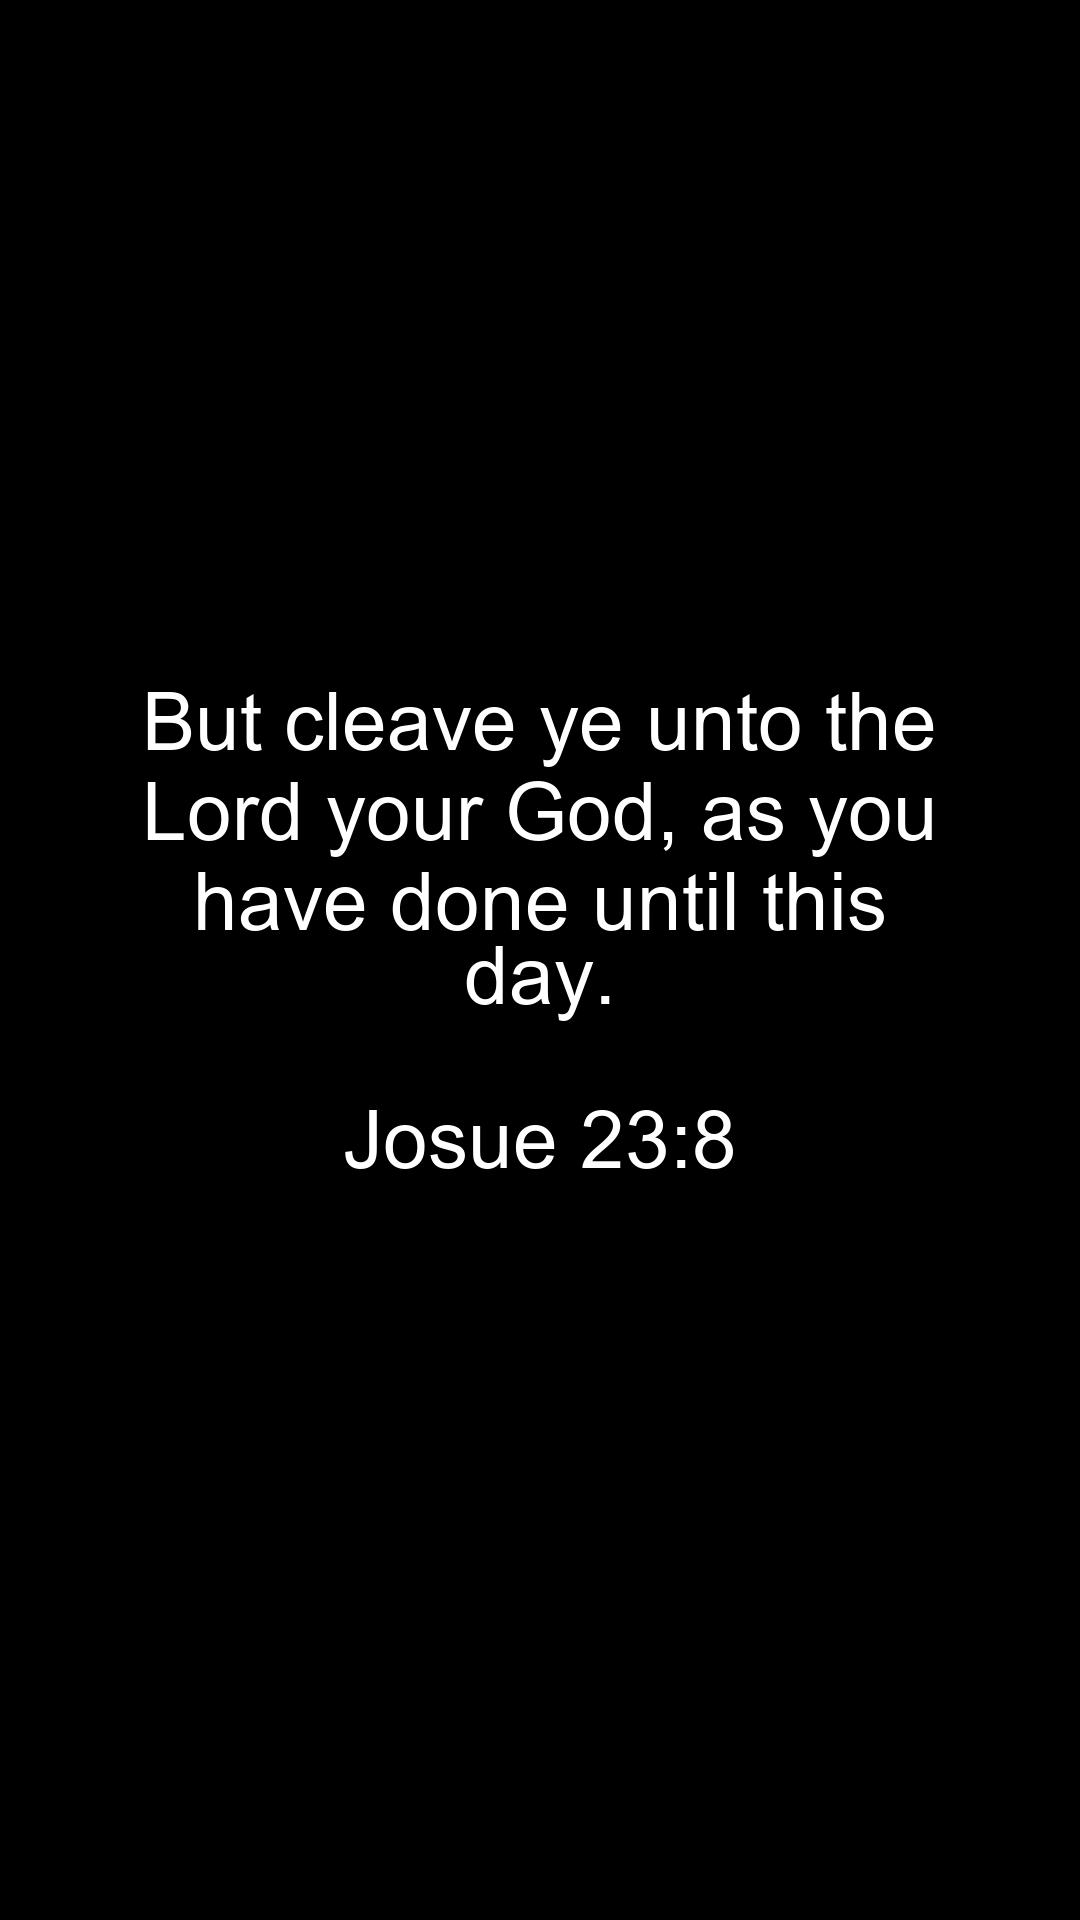 But cleave ye unto the
Lord your God, as you
have done until this
day.
Josue 23:8